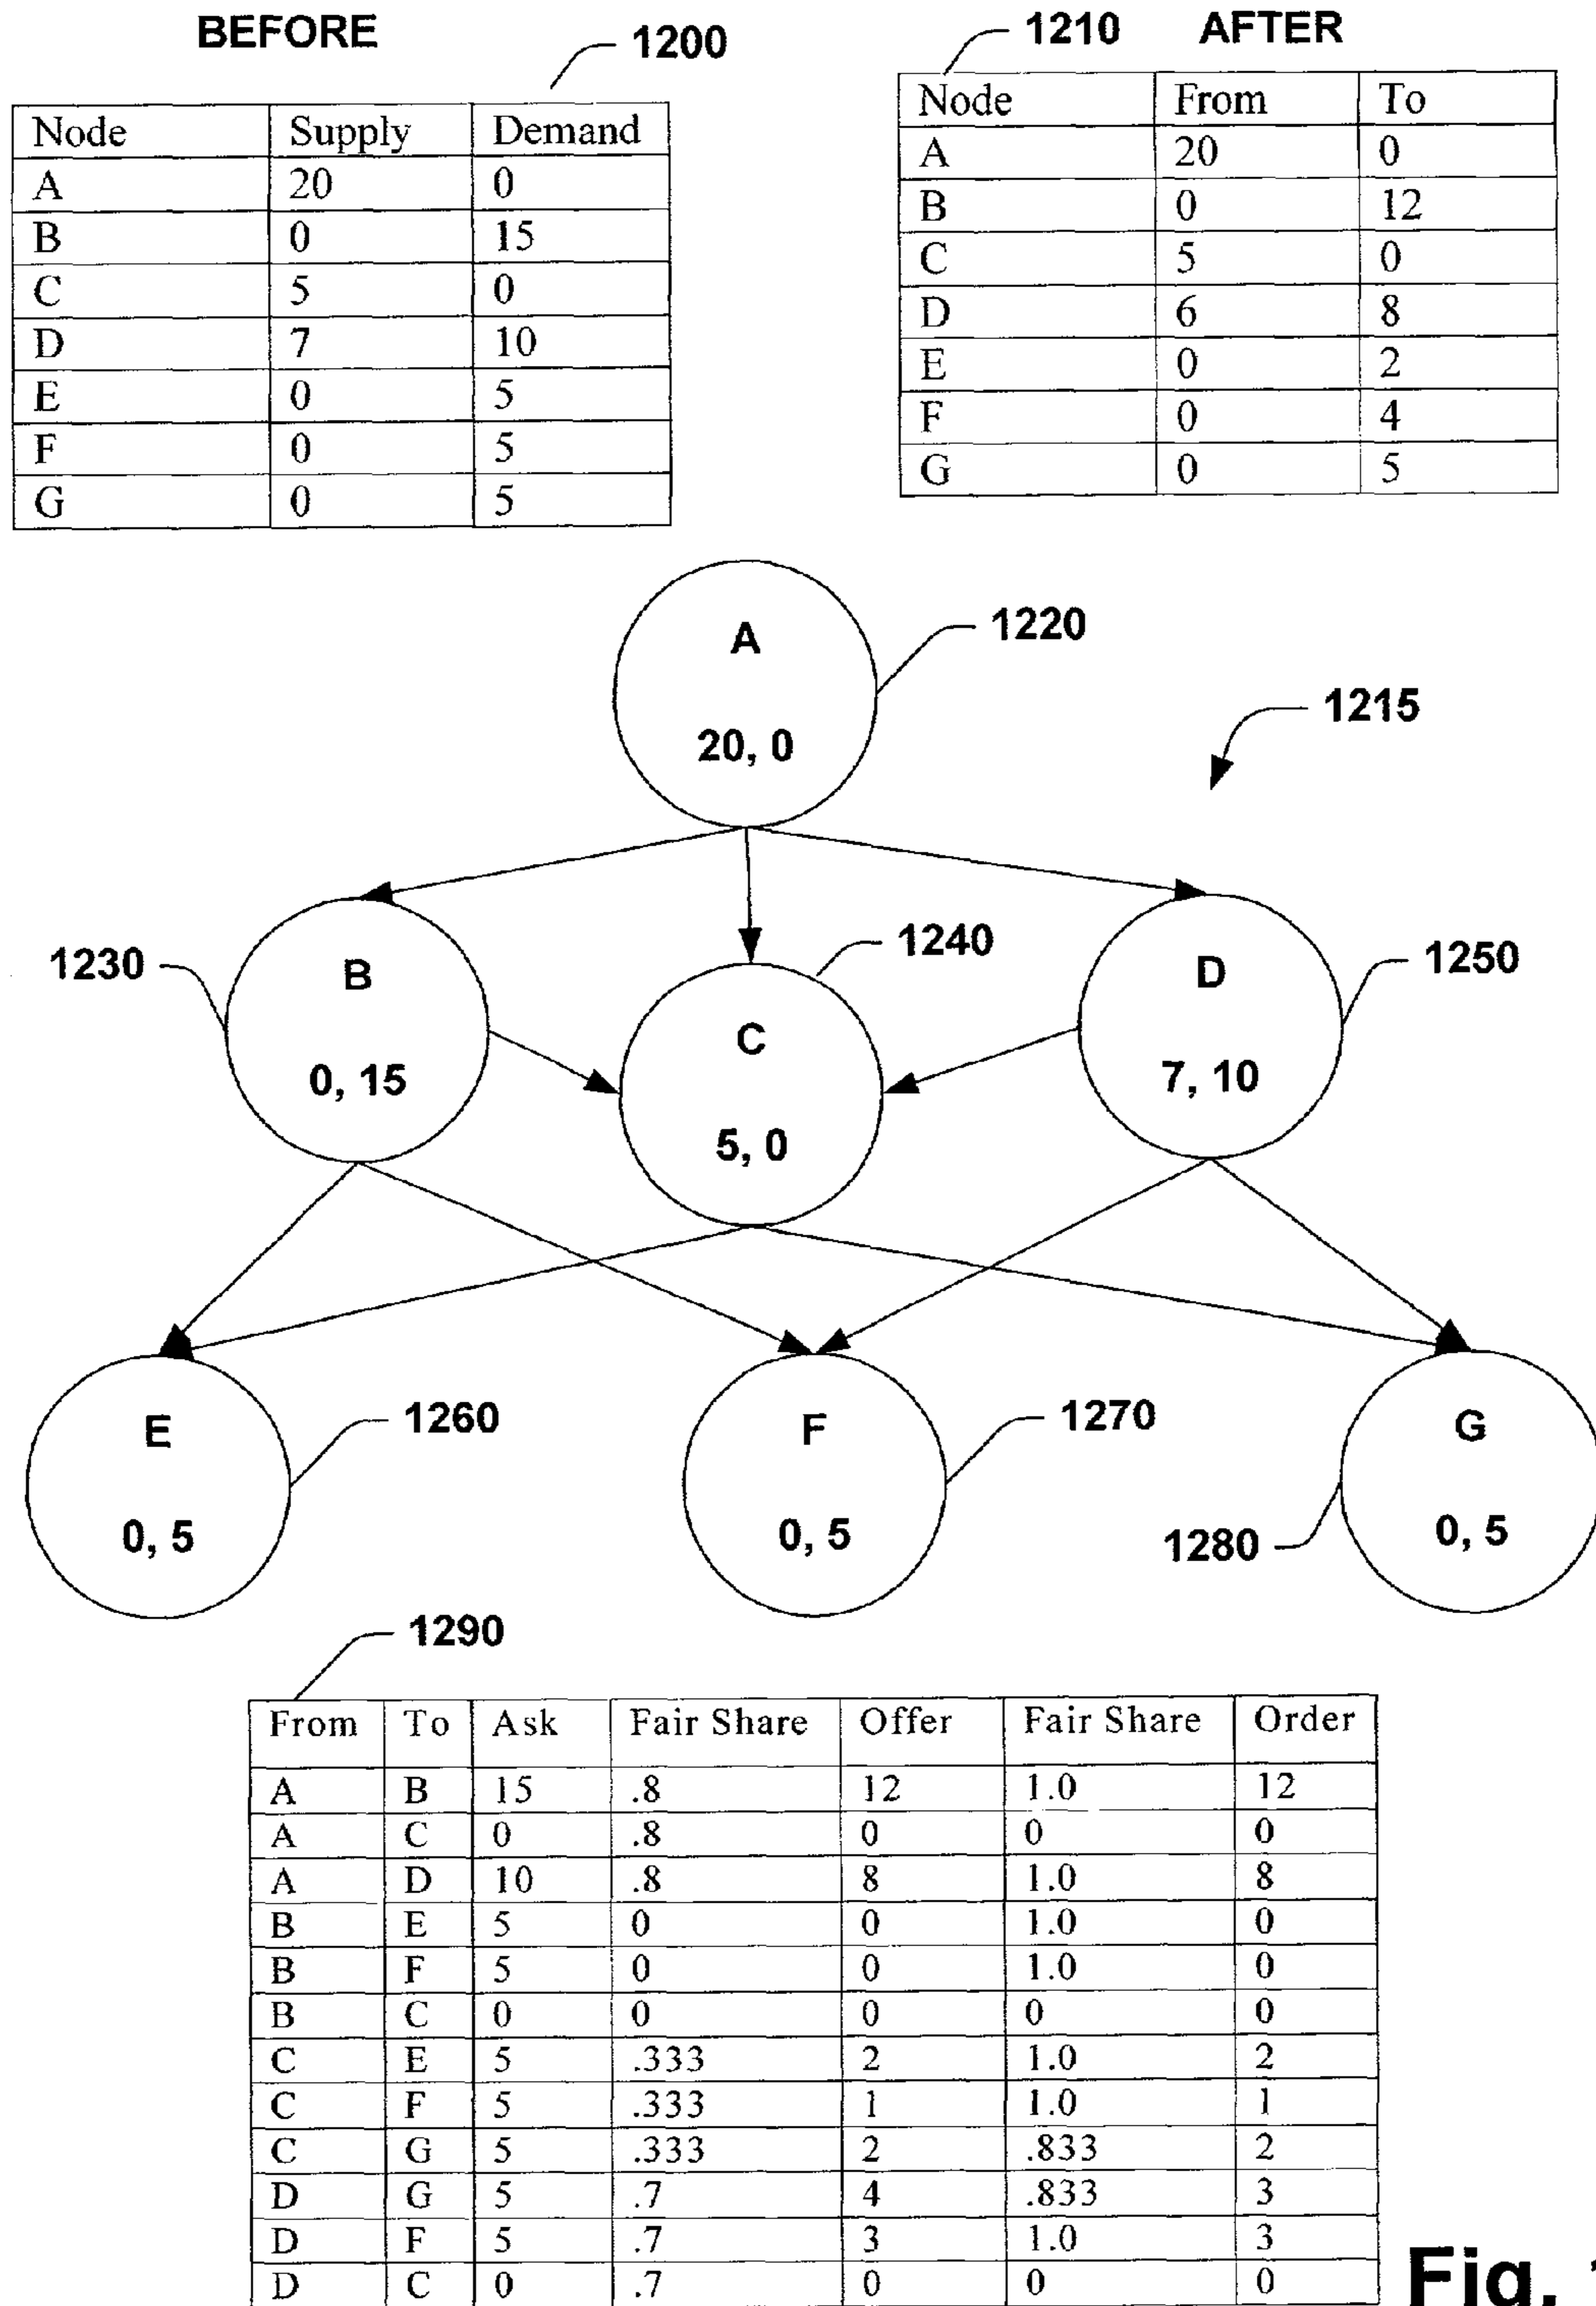 BEFORE
1200
Node Supply Demand
A 20 0
B 0 15
C 5 0
D 7 10
E 0 5
F 0 5
G 0 5
1210 AFTER
Node From To
A 20 0
B 0 12
C 5 0
D 6 8
E 0 2
F 0 4
G 0 5
A
20, 0
1220
1215
1230
B
0, 15
1240
C
5, 0
D
7, 10
1250
E
0, 5
1260
F
0, 5
1270
G
0, 5
1280
1290
From To Ask Fair Share Offer Fair Share Order
A B 15 .8 12 1.0 12
A C 0 .8 0 0 0
A D 10 .8 8 1.0 8
B E 5 0 0 1.0 0
B F 5 0 0 1.0 0
B C 0 0 0 0 0
C E 5 .333 2 1.0 2
C F 5 .333 1 1.0 1
C G 5 .333 2 .833 2
D G 5 .7 4 .833 3
D F 5 .7 3 1.0 3
D C 0 .7 0 0 0
Fig.